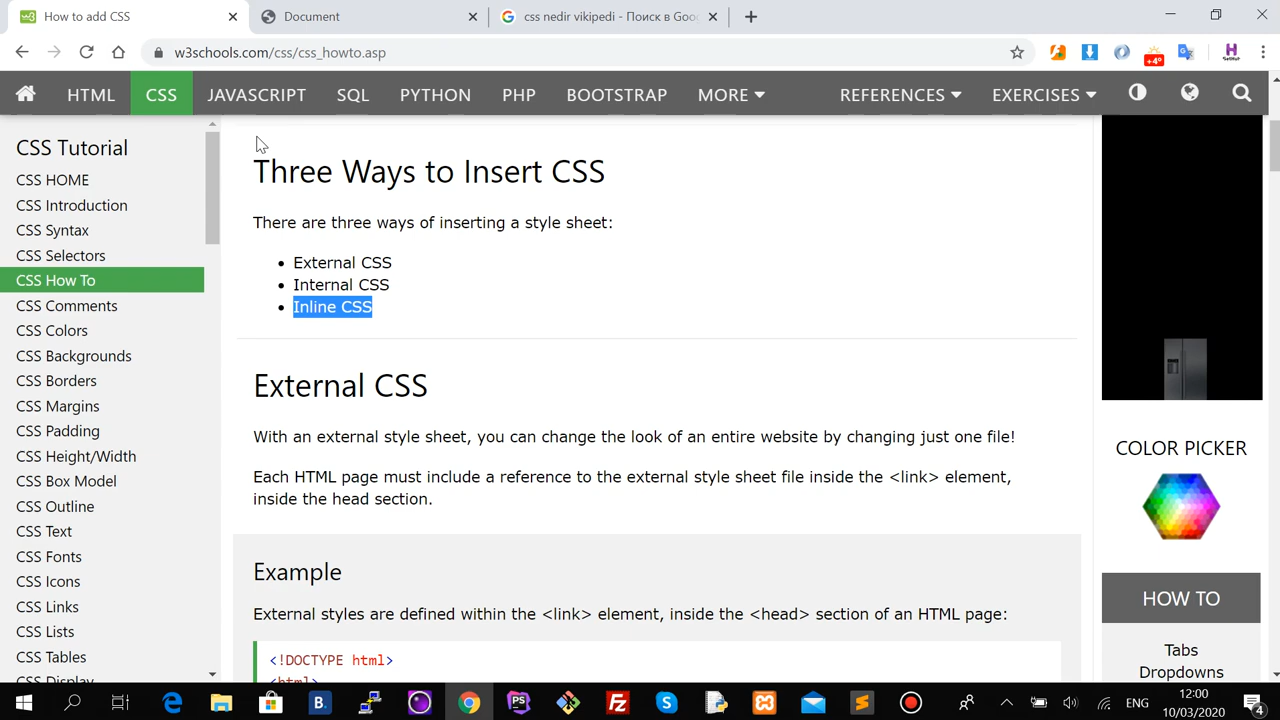 How to add CSS
Document
css nedir vikipedi - Поиск в Goo
w3schools.com/css/css_howto.asp
+4°
HTML CSS JAVASCRIPT SQL PYTHON PHP BOOTSTRAP MORE REFERENCES EXERCISES
CSS Tutorial
CSS HOME
CSS Introduction
CSS Syntax
CSS Selectors
CSS How To
CSS Comments
CSS Colors
CSS Backgrounds
CSS Borders
CSS Margins
CSS Padding
CSS Height/Width
CSS Box Model
CSS Outline
CSS Text
CSS Fonts
CSS Icons
CSS Links
CSS Lists
CSS Tables
CSS Display
Three Ways to Insert CSS
There are three ways of inserting a style sheet:
• External CSS
• Internal CSS
• Inline CSS
External CSS
With an external style sheet, you can change the look of an entire website by changing just one file!
Each HTML page must include a reference to the external style sheet file inside the <link> element,
inside the head section.
Example
External styles are defined within the <link> element, inside the <head> section of an HTML page:
<!DOCTYPE html>
<html>
COLOR PICKER
HOW TO
Tabs
Dropdowns
ENG
12:00
10/03/2020
4